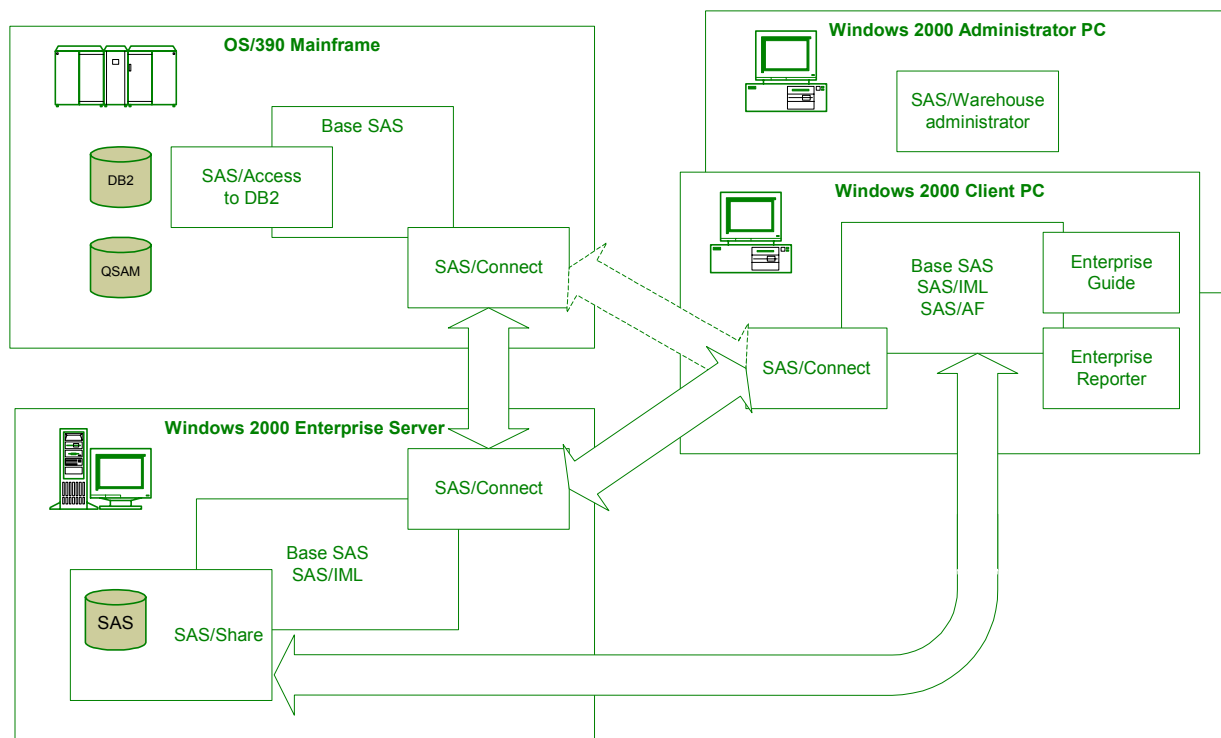 OS/390 Mainframe
Base SAS
SAS/Access
to DB2
DB2
QSAM
SAS/Connect
Windows 2000 Administrator PC
SAS/Warehouse
administrator
Windows 2000 Client PC
Base SAS
SAS/IML
SAS/AF
Enterprise
Guide
SAS/Connect
Enterprise
Reporter
Windows 2000 Enterprise Server
SAS/Connect
Base SAS
SAS/IML
SAS
SAS/Share